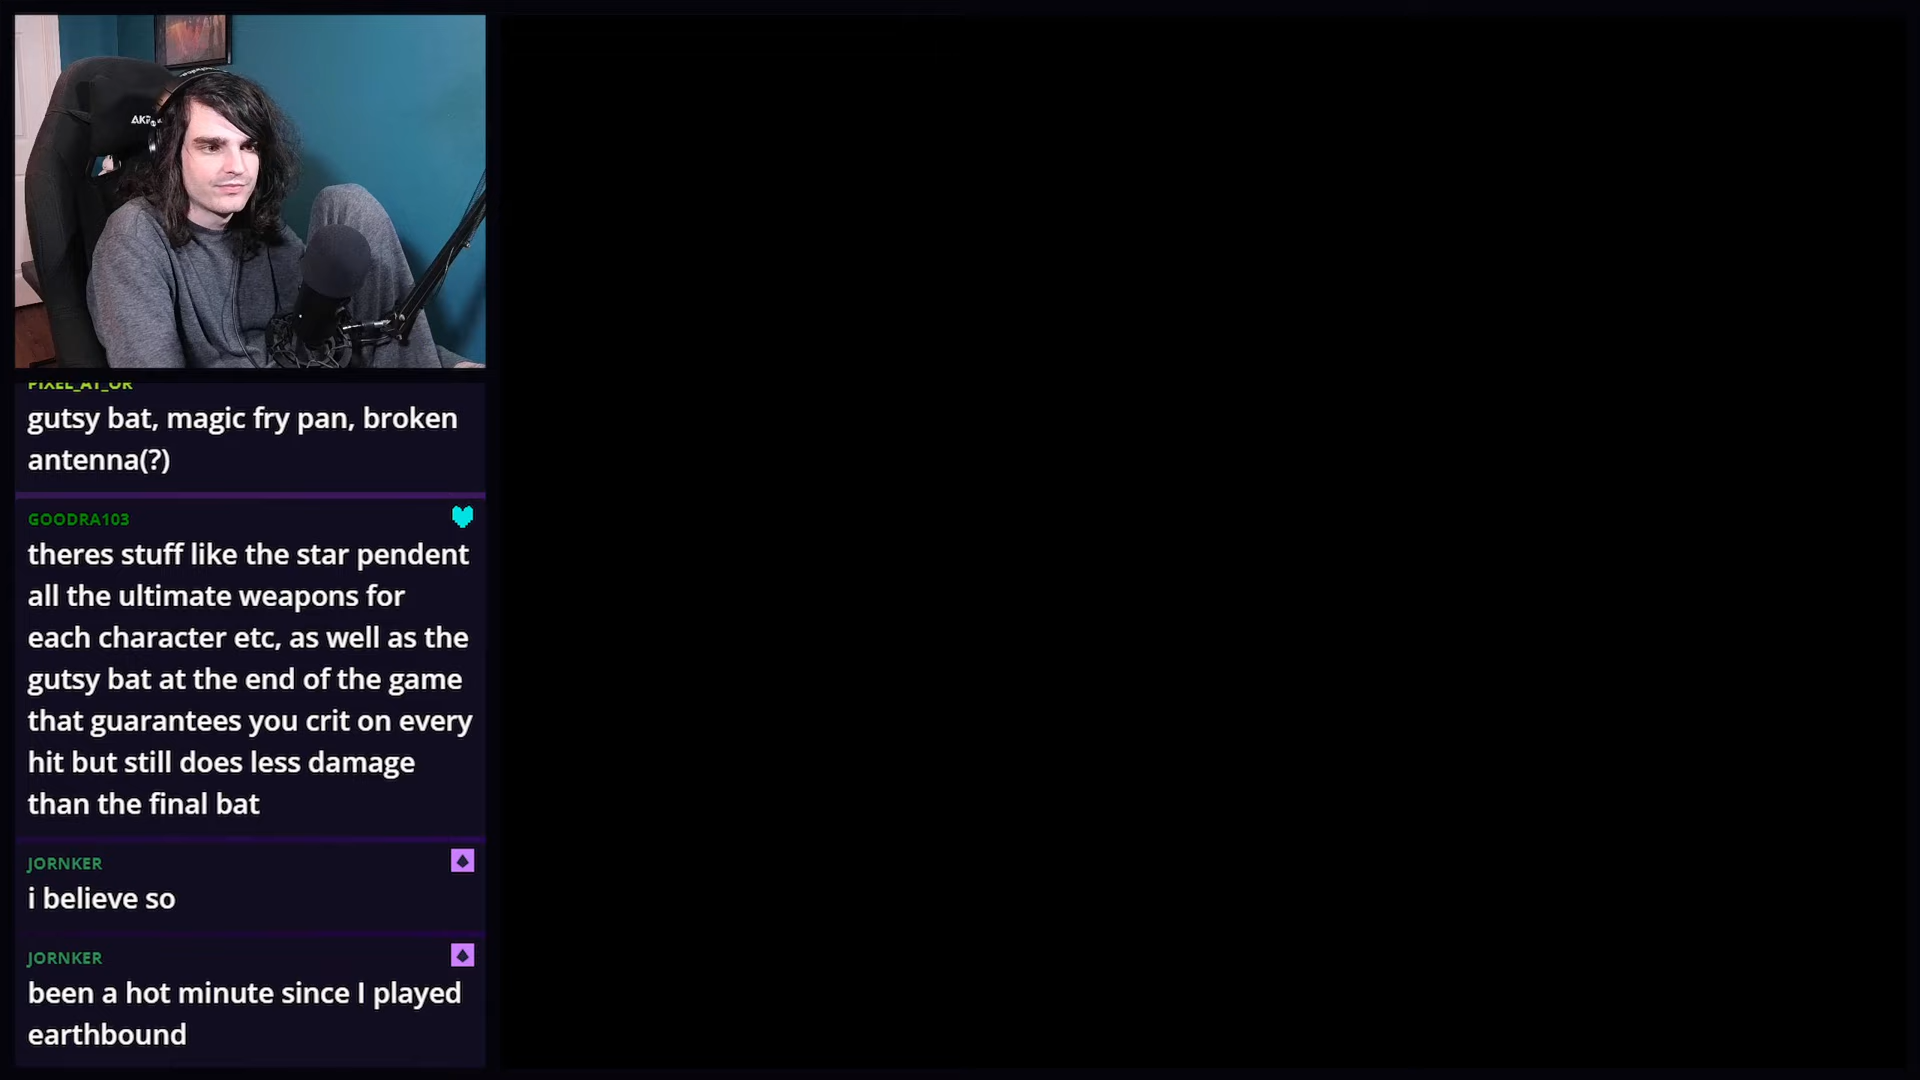 PIXEL_AT_UR
gutsy bat, magic fry pan, broken
antenna(?)
GOODRA103
theres stuff like the star pendent
all the ultimate weapons for
each character etc, as well as the
gutsy bat at the end of the game
that guarantees you crit on every
hit but still does less damage
than the final bat
JORNKER
i believe so
JORNKER
been a hot minute since I played
earthbound